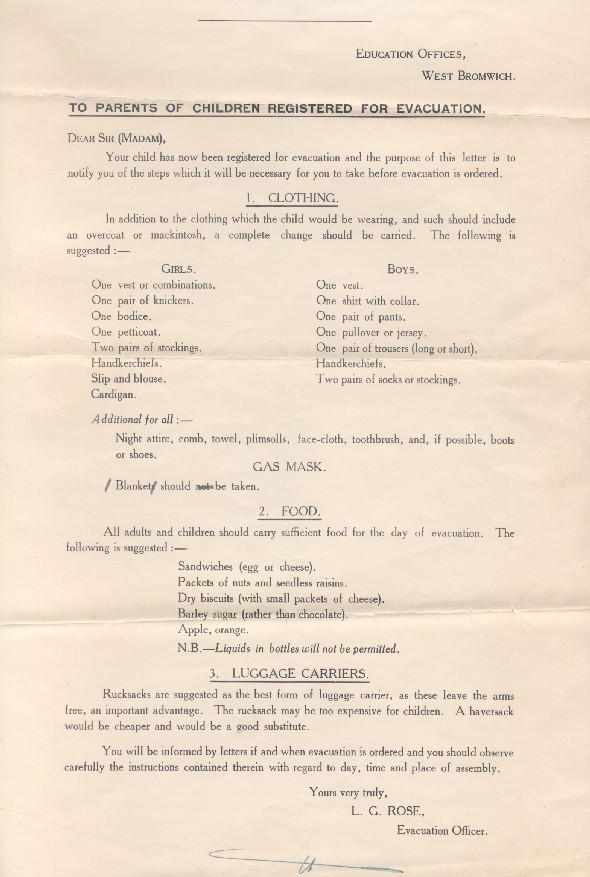 EDUCATION OFFICES,
WEST BROMWICH.
TO PARENTS OF CHILDREN REGISTERED FOR EVACUATION.
DEAR SIR (MADAM),
Your child has now been registered for evacuation and the purpose of this letter is to
notify you of the steps which it will be necessary for you to take before evacuation is ordered.
1. CLOTHING.
In addition to the clothing which the child would be wearing, and such should include
an overcoat or mackintosh, a complete change should be carried. The following is
suggested :—
GIRLS.
One vest or combinations.
One pair of knickers.
One bodice.
One petticoat.
Two pairs of stockings.
Handkerchiefs.
Slip and blouse.
Cardigan.
BOYS.
One vest.
One shirt with collar.
One pair of pants.
One pullover or jersey.
One pair of trousers (long or short).
Handkerchiefs.
Two pairs of socks or stockings.
Additional for all :—
Night attire, comb, towel, plimsolls, face-cloth, toothbrush, and, if possible, boots
or shoes.
GAS MASK.
/ Blanket/ should not be taken.
2. FOOD.
All adults and children should carry sufficient food for the day of evacuation. The
following is suggested :—
Sandwiches (egg or cheese).
Packets of nuts and seedless raisins.
Dry biscuits (with small packets of cheese).
Barley sugar (rather than chocolate).
Apple, orange.
N.B.—Liquids in bottles will not be permitted.
3. LUGGAGE CARRIERS.
Rucksacks are suggested as the best form of luggage carrier, as these leave the arms
free, an important advantage. The rucksack may be too expensive for children. A haversack
would be cheaper and would be a good substitute.
You will be informed by letters if and when evacuation is ordered and you should observe
carefully the instructions contained therein with regard to day, time and place of assembly.
Yours very truly,
L. G. ROSE,
Evacuation Officer.